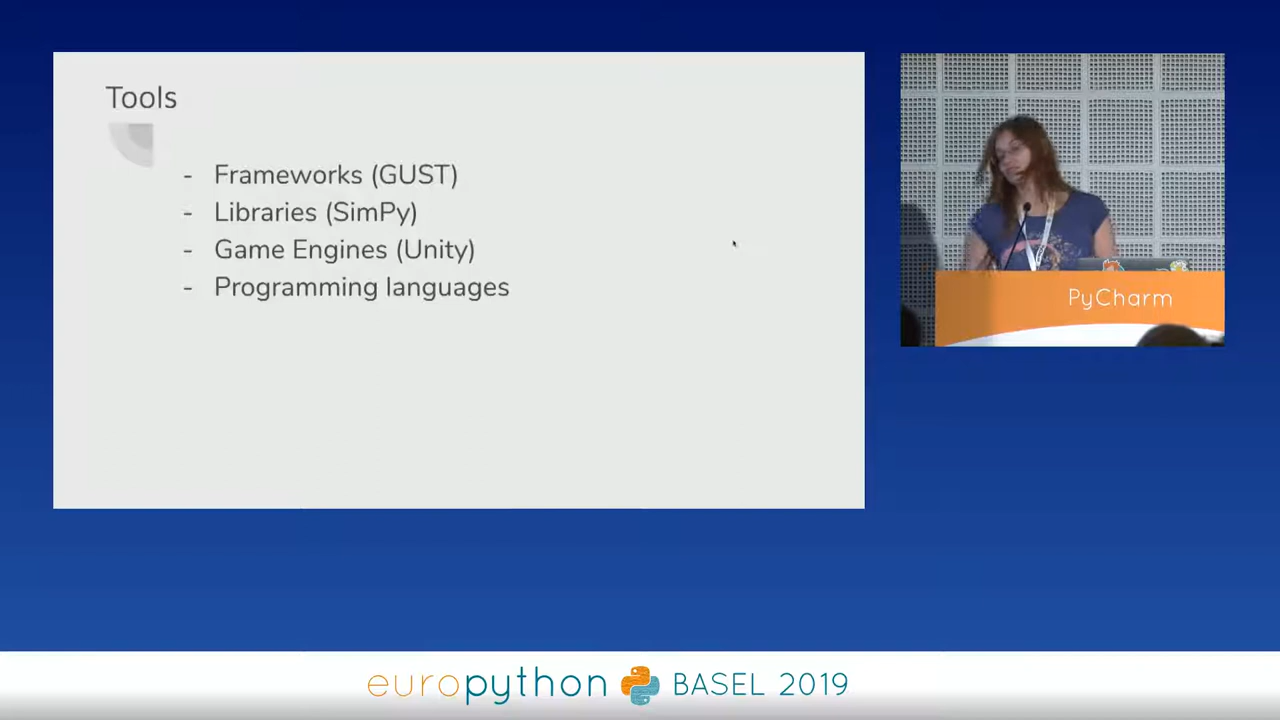 Tools
- Frameworks (GUST)
- Libraries (SimPy)
- Game Engines (Unity)
- Programming languages
PyCharm
europython BASEL 2019